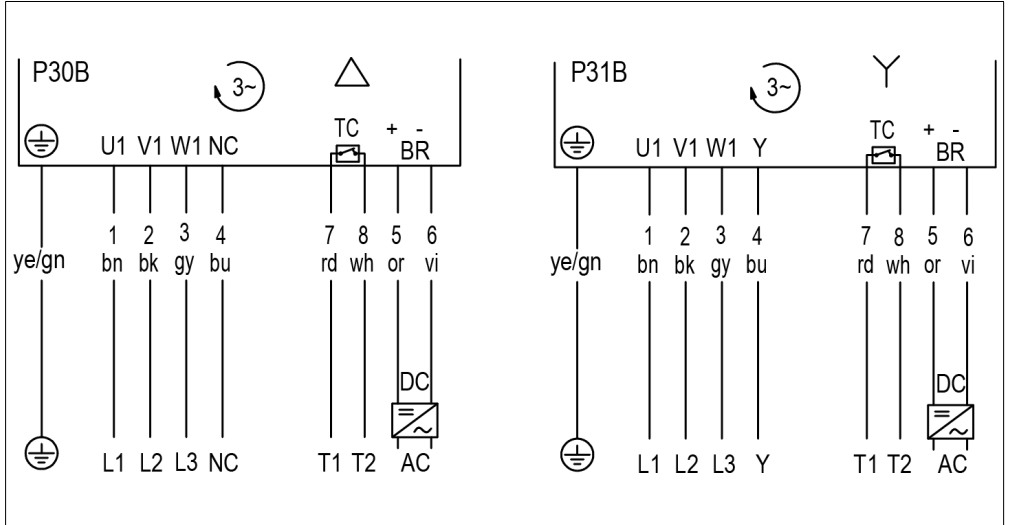 P30B 3~
TC + -
U1 V1 W1 NC BR
1 2 3 4 7 8 5 6
ye/gn bn bk gy bu rd wh or vi
DC
L1 L2 L3 NC T1 T2 AC
P31B 3~
TC + -
U1 V1 W1 Y BR
1 2 3 4 7 8 5 6
ye/gn bn bk gy bu rd wh or vi
DC
L1 L2 L3 Y T1 T2 AC